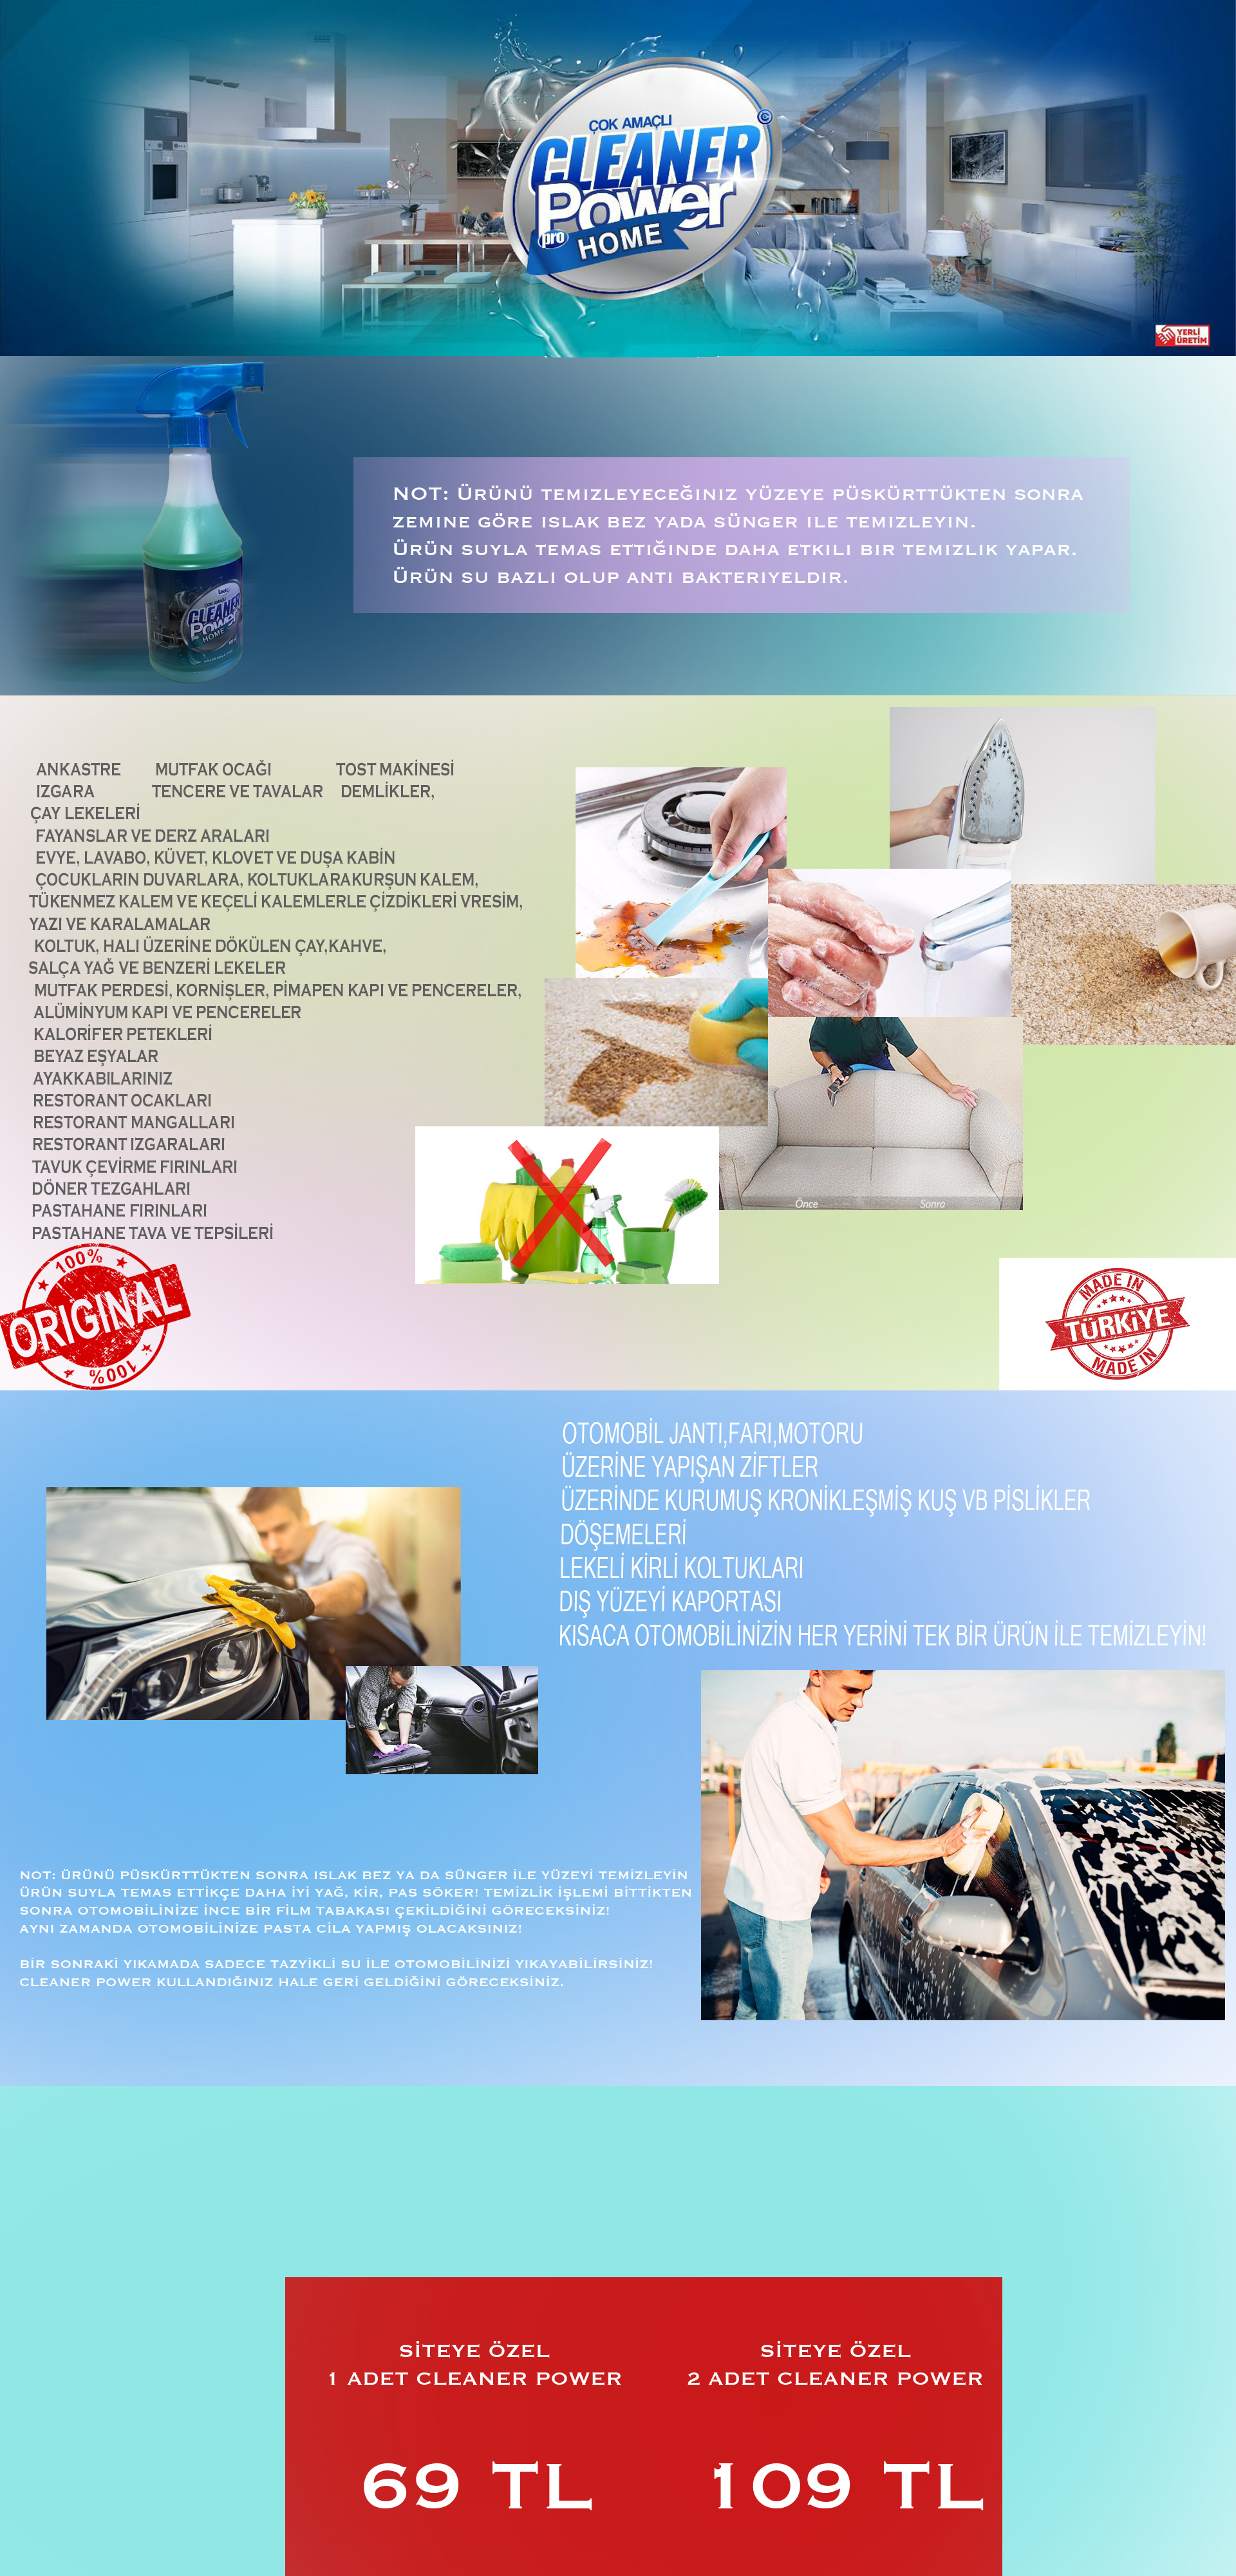 ÇOK AMAÇLI
CLEANER
Power
pro
HOME
YERLİ
ÜRETİM
ÇOK AMAÇLI
CLEANER
Power
HOME
NOT: Ürünü temizleyeceğiniz yüzeye püskürttükten sonra
zemine göre islak bez yada sünger ile temizleyin.
Ürün suyla temas ettiğinde daha etkili bir temizlik yapar.
Ürün su bazli olup anti bakteriyeldir.
ANKASTRE MUTFAK OCAĞI TOST MAKİNESİ
IZGARA TENCERE VE TAVALAR DEMLİKLER,
ÇAY LEKELERİ
FAYANSLAR VE DERZ ARALARI
EVYE, LAVABO, KÜVET, KLOVET VE DUŞA KABİN
ÇOCUKLARIN DUVARLARA, KOLTUKLARAKURŞUN KALEM,
TÜKENMEZ KALEM VE KEÇELİ KALEMLERLE ÇİZDİKLERİ VRESİM,
YAZI VE KARALAMALAR
KOLTUK, HALI ÜZERİNE DÖKÜLEN ÇAY,KAHVE,
SALÇA YAĞ VE BENZERİ LEKELER
MUTFAK PERDESİ, KORNİŞLER, PİMAPEN KAPI VE PENCERELER,
ALÜMİNYUM KAPI VE PENCERELER
KALORİFER PETEKLERİ
BEYAZ EŞYALAR
AYAKKABILARINIZ
RESTORANT OCAKLARI
RESTORANT MANGALLARI
RESTORANT IZGARALARI
TAVUK ÇEVİRME FIRINLARI
DÖNER TEZGAHLARI
PASTAHANE FIRINLARI
PASTAHANE TAVA VE TEPSİLERİ
Önce Sonra
100%
ORIGINAL
100%
MADE IN
TÜRKiYE
MADE IN
OTOMOBİL JANTI,FARI,MOTORU
ÜZERİNE YAPIŞAN ZİFTLER
ÜZERİNDE KURUMUŞ KRONİKLEŞMİŞ KUŞ VB PİSLİKLER
DÖŞEMELERİ
LEKELİ KİRLİ KOLTUKLARI
DIŞ YÜZEYİ KAPORTASI
KISACA OTOMOBİLİNİZİN HER YERİNİ TEK BİR ÜRÜN İLE TEMİZLEYİN!
NOT: ÜRÜNÜ PÜSKÜRTTÜKTEN SONRA ISLAK BEZ YA DA SÜNGER İLE YÜZEYİ TEMİZLEYİN
ÜRÜN SUYLA TEMAS ETTİKÇE DAHA İYİ YAĞ, KİR, PAS SÖKER! TEMİZLİK İŞLEMİ BİTTİKTEN
SONRA OTOMOBİLİNİZE İNCE BİR FİLM TABAKASI ÇEKİLDİĞİNİ GÖRECEKSİNİZ!
AYNI ZAMANDA OTOMOBİLİNİZE PASTA CİLA YAPMIŞ OLACAKSINIZ!
BİR SONRAKİ YIKAMADA SADECE TAZYİKLİ SU İLE OTOMOBİLİNİZİ YIKAYABİLİRSİNİZ!
CLEANER POWER KULLANDIĞINIZ HALE GERİ GELDİĞİNİ GÖRECEKSİNİZ.
SİTEYE ÖZEL
1 ADET CLEANER POWER
69 TL
SİTEYE ÖZEL
2 ADET CLEANER POWER
109 TL